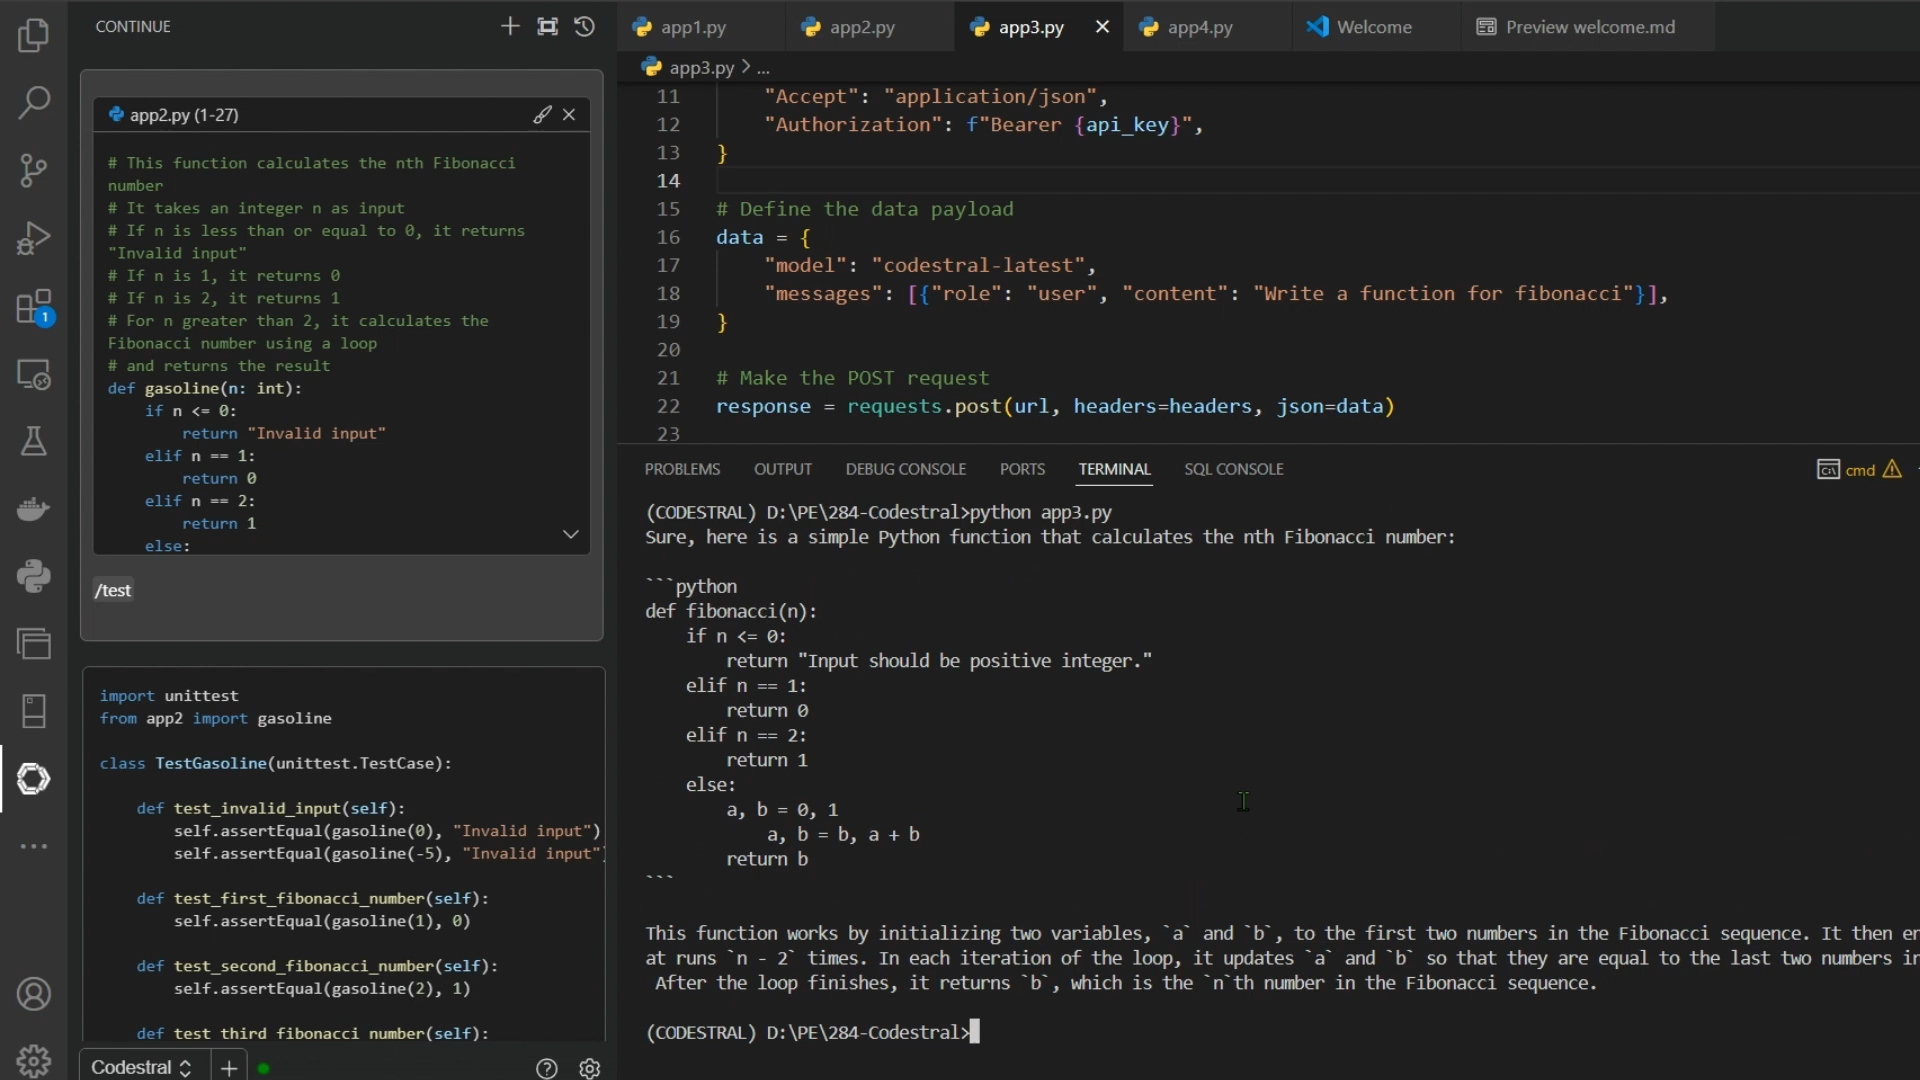 CONTINUE
app2.py (1-27)
# This function calculates the nth Fibonacci
number
# It takes an integer n as input
# If n is less than or equal to 0, it returns
"Invalid input"
# If n is 1, it returns 0
# If n is 2, it returns 1
# For n greater than 2, it calculates the
Fibonacci number using a loop
# and returns the result
def gasoline(n: int):
    if n <= 0:
        return "Invalid input"
    elif n == 1:
        return 0
    elif n == 2:
        return 1
    else:
/test
import unittest
from app2 import gasoline
class TestGasoline(unittest.TestCase):
    def test_invalid_input(self):
        self.assertEqual(gasoline(0), "Invalid input")
        self.assertEqual(gasoline(-5), "Invalid input")
    def test_first_fibonacci_number(self):
        self.assertEqual(gasoline(1), 0)
    def test_second_fibonacci_number(self):
        self.assertEqual(gasoline(2), 1)
    def test_third_fibonacci_number(self):
Codestral
1
app1.py app2.py app3.py app4.py Welcome Preview welcome.md
app3.py > ...
11     "Accept": "application/json",
12     "Authorization": f"Bearer {api_key}",
13 }
14
15 # Define the data payload
16 data = {
17     "model": "codestral-latest",
18     "messages": [{"role": "user", "content": "Write a function for fibonacci"}],
19 }
20
21 # Make the POST request
22 response = requests.post(url, headers=headers, json=data)
23
PROBLEMS OUTPUT DEBUG CONSOLE PORTS TERMINAL SQL CONSOLE cmd
(CODESTRAL) D:\PE\284-Codestral>python app3.py
Sure, here is a simple Python function that calculates the nth Fibonacci number:
```python
def fibonacci(n):
    if n <= 0:
        return "Input should be positive integer."
    elif n == 1:
        return 0
    elif n == 2:
        return 1
    else:
        a, b = 0, 1
            a, b = b, a + b
        return b
```
This function works by initializing two variables, `a` and `b`, to the first two numbers in the Fibonacci sequence. It then
at runs `n - 2` times. In each iteration of the loop, it updates `a` and `b` so that they are equal to the last two numbers
After the loop finishes, it returns `b`, which is the `n`th number in the Fibonacci sequence.
(CODESTRAL) D:\PE\284-Codestral>